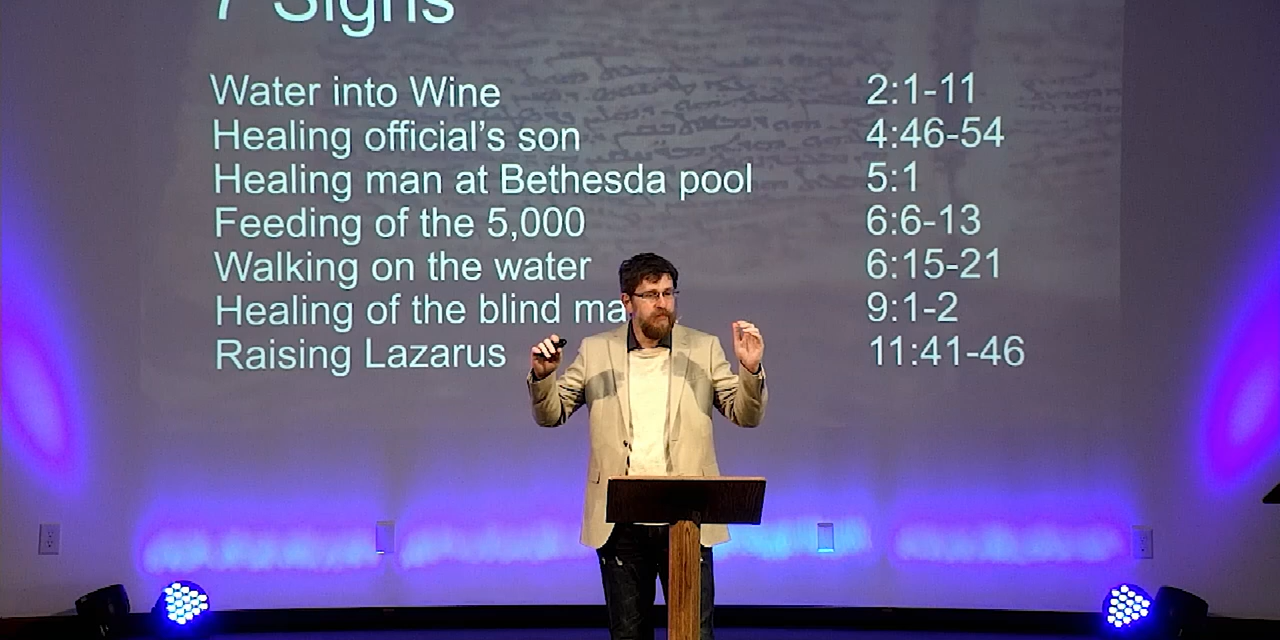 7 Signs
Water into Wine 2:1-11
Healing official's son 4:46-54
Healing man at Bethesda pool 5:1
Feeding of the 5,000 6:6-13
Walking on the water 6:15-21
Healing of the blind ma 9:1-2
Raising Lazarus 11:41-46